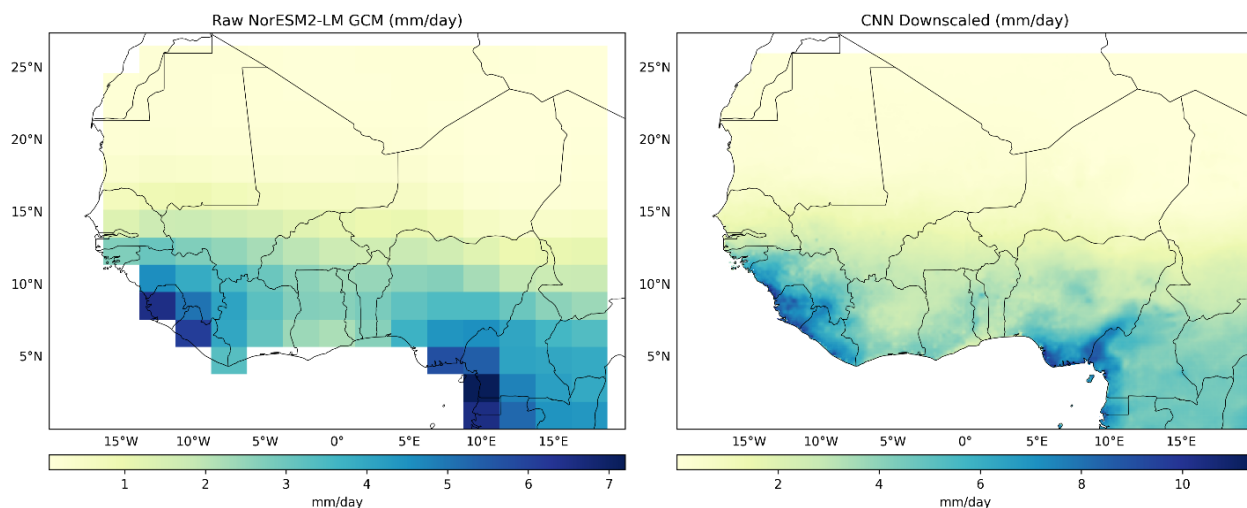 Raw NorESM2-LM GCM (mm/day)
25°N
20°N
15°N
10°N
5°N
15°W 10°W 5°W 0° 5°E 10°E 15°E
1 2 3 4 5 6 7
mm/day
CNN Downscaled (mm/day)
25°N
20°N
15°N
10°N
5°N
15°W 10°W 5°W 0° 5°E 10°E 15°E
2 4 6 8 10
mm/day